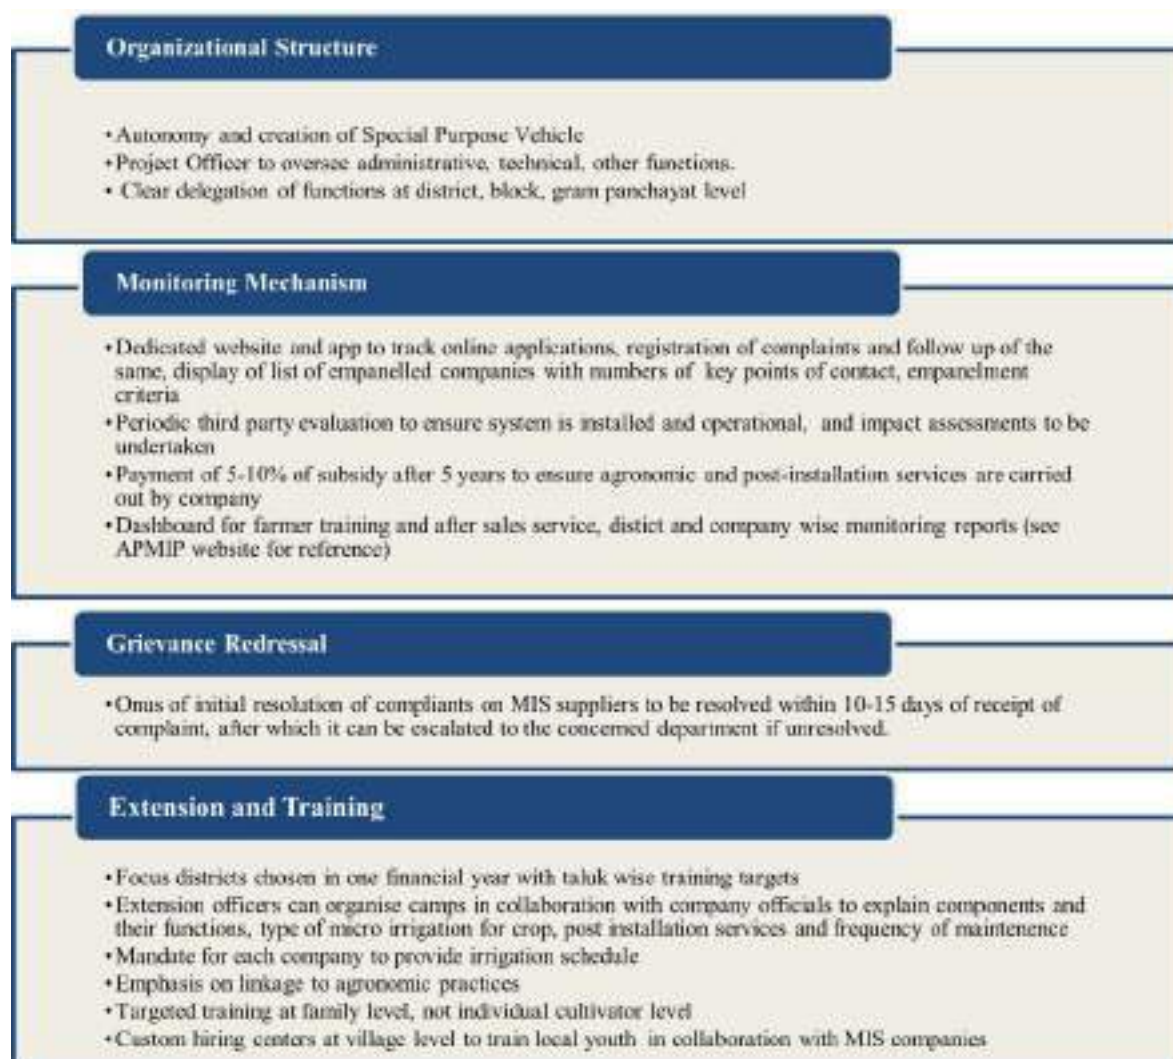 Organizational Structure
•Autonomy and creation of Special Purpose Vehicle
•Project Officer to oversee administrative, technical, other functions.
• Clear delegation of functions at district, block, gram panchayat level
Monitoring Mechanism
•Dedicated website and app to track online applications, registration of complaints and follow up of the
same, display of list of empanelled companies with numbers of key points of contact, empanelment
criteria
•Periodic third party evaluation to ensure system is installed and operational, and impact assessments to be
undertaken
•Payment of 5-10% of subsidy after 5 years to ensure agronomic and post-installation services are carried
out by company
•Dashboard for farmer training and after sales service, distict and company wise monitoring reports (see
APMIP website for reference)
Grievance Redressal
•Onus of initial resolution of compliants on MIS suppliers to be resolved within 10-15 days of receipt of
complaint, after which it can be escalated to the concerned department if unresolved.
Extension and Training
•Focus districts chosen in one financial year with taluk wise training targets
•Extension officers can organise camps in collaboration with company officials to explain components and
their functions, type of micro irrigation for crop, post installation services and frequency of maintenence
•Mandate for each company to provide irrigation schedule
•Emphasis on linkage to agronomic practices
•Targeted training at family level, not individual cultivator level
•Custom hiring centers at village level to train local youth in collaboration with MIS companies